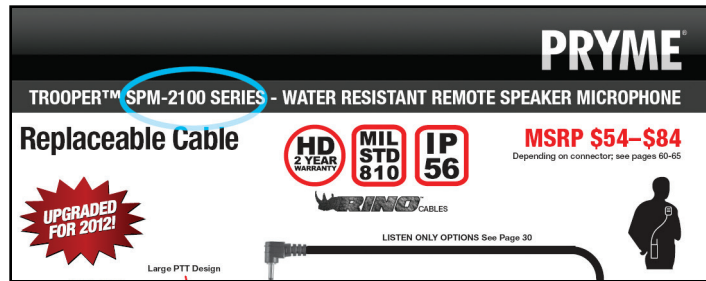 PRYME®
TROOPER™ SPM-2100 SERIES - WATER RESISTANT REMOTE SPEAKER MICROPHONE
Replaceable Cable
HD
2 YEAR
WARRANTY
MIL
STD
810
IP
56
MSRP $54–$84
Depending on connector; see pages 60-65
RINO CABLES
UPGRADED
FOR 2012!
LISTEN ONLY OPTIONS See Page 30
Large PTT Design